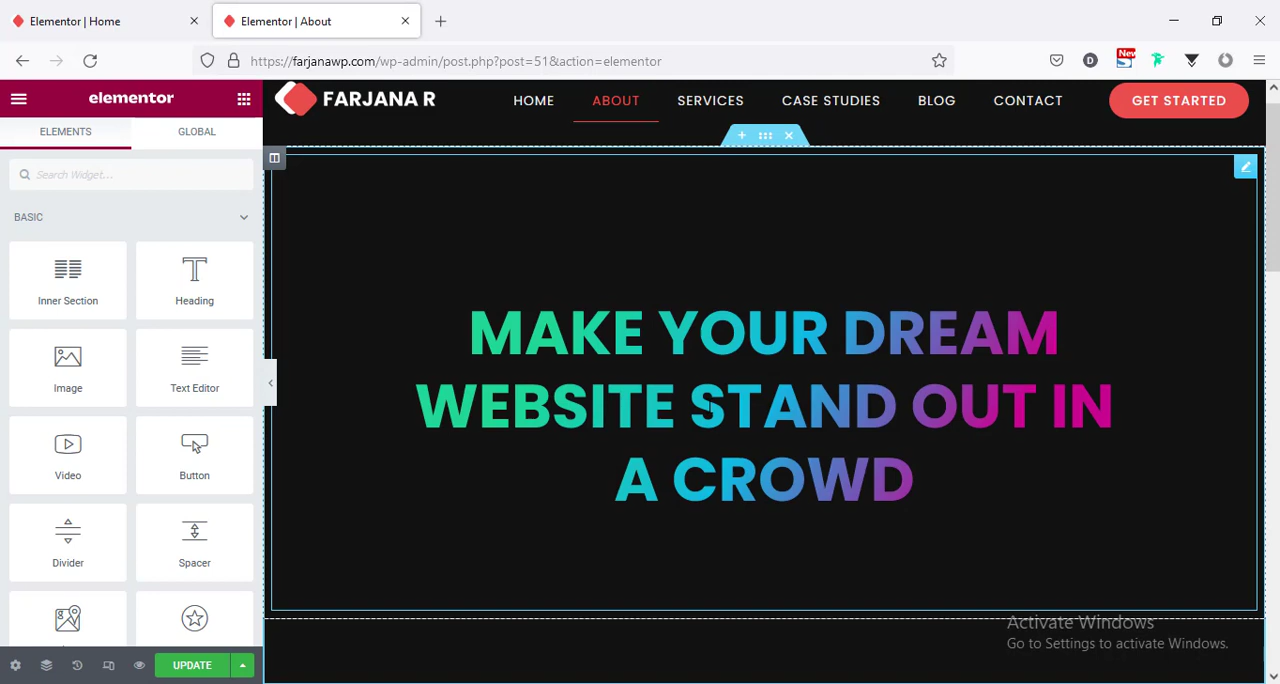 Elementor | Home
Elementor | About
https://farjanawp.com/wp-admin/post.php?post=51&action=elementor
D
New
elementor
FARJANA R
HOME
ABOUT
SERVICES
CASE STUDIES
BLOG
CONTACT
GET STARTED
ELEMENTS
GLOBAL
Search Widget...
BASIC
Inner Section
Heading
Image
Text Editor
Video
Button
Divider
Spacer
MAKE YOUR DREAM
WEBSITE STAND OUT IN
A CROWD
Activate Windows
Go to Settings to activate Windows.
UPDATE